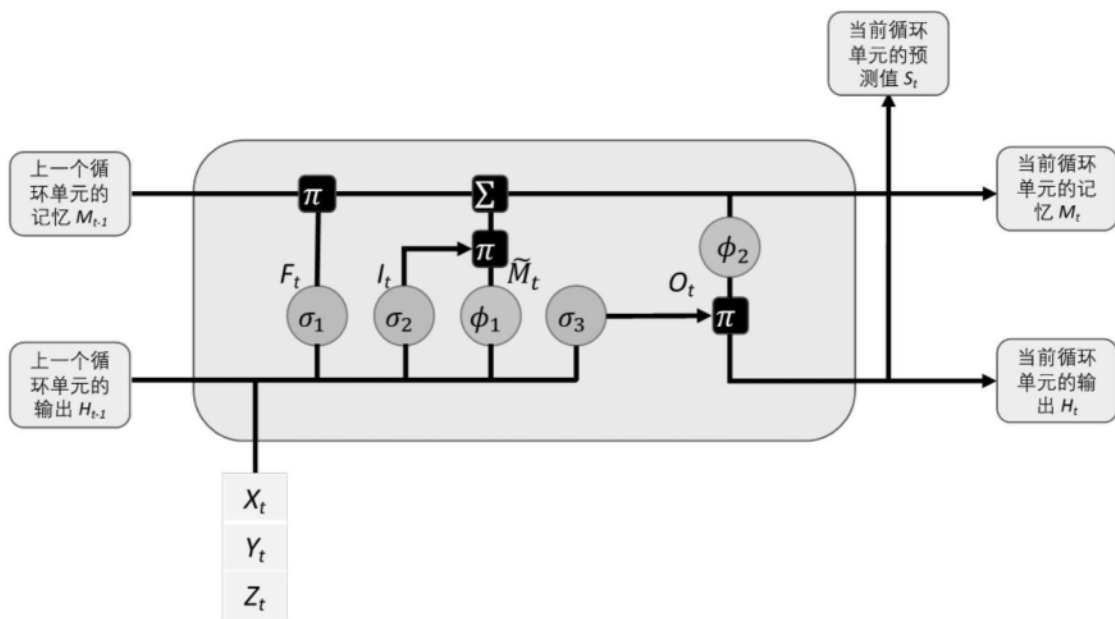 当前循环
单元的预
测值 Sₜ
上一个循
环单元的
记忆 Mₜ₋₁
π
Σ
当前循环
单元的记
忆 Mₜ
π
ϕ₂
Fₜ
Iₜ
M̃ₜ
Oₜ
σ₁
σ₂
ϕ₁
σ₃
π
上一个循
环单元的
输出 Hₜ₋₁
当前循环
单元的输
出 Hₜ
Xₜ
Yₜ
Zₜ